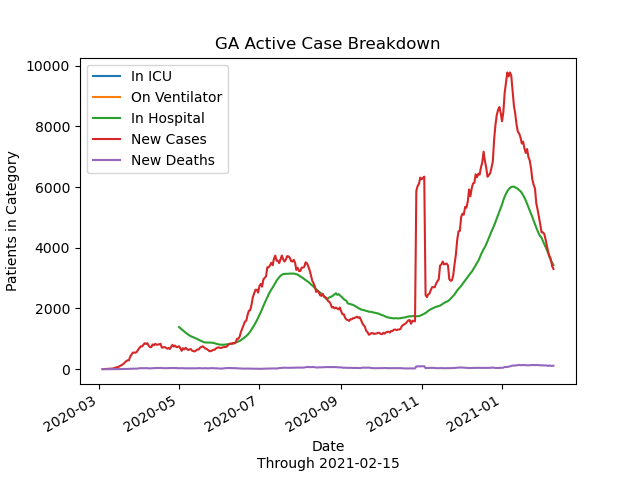 GA Active Case Breakdown
In ICU
On Ventilator
In Hospital
New Cases
New Deaths
Patients in Category
10000
8000
6000
4000
2000
0
2020-03
2020-05
2020-07
2020-09
2020-11
2021-01
Date
Through 2021-02-15